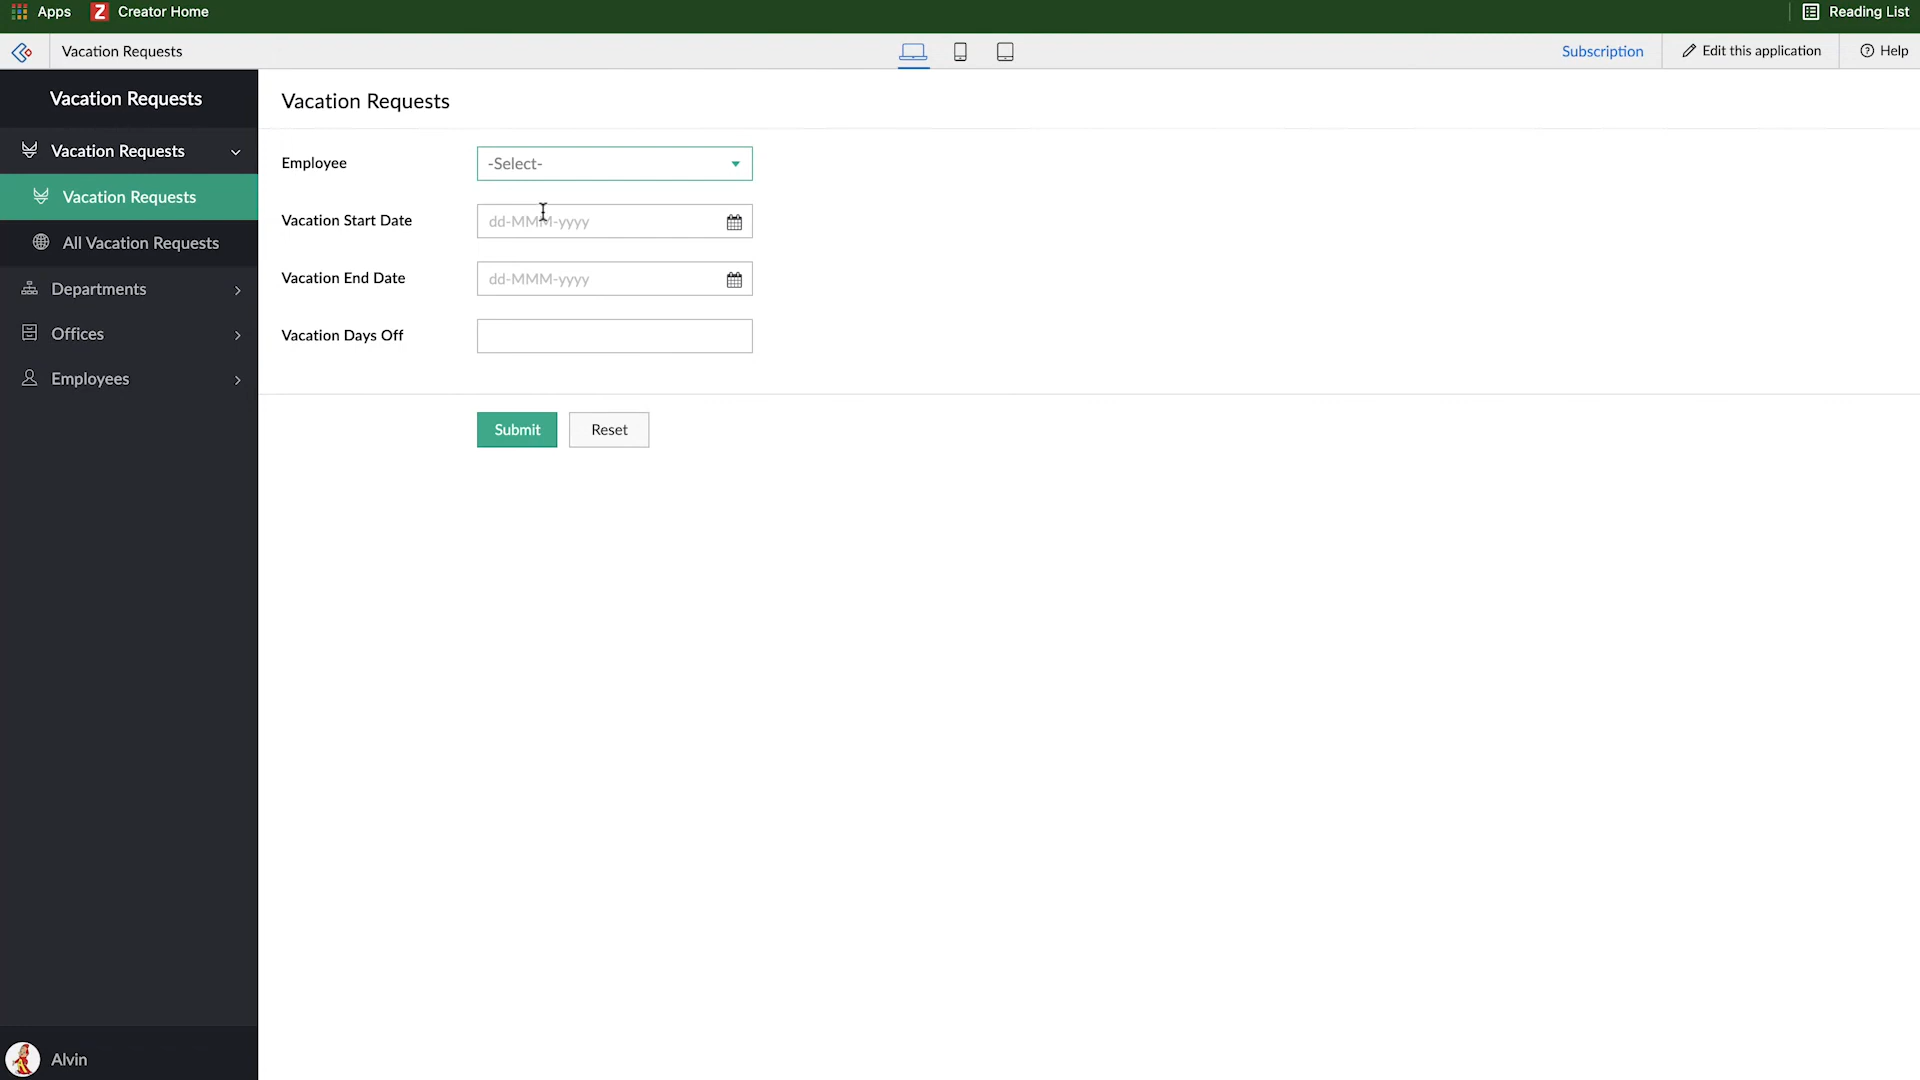 Apps
Z Creator Home
Reading List
Vacation Requests
Subscription
Edit this application
Help
Vacation Requests
Vacation Requests
Vacation Requests
All Vacation Requests
Departments
Offices
Employees
Alvin
Vacation Requests
Employee
-Select-
Vacation Start Date
dd-MMM-yyyy
Vacation End Date
dd-MMM-yyyy
Vacation Days Off
Submit
Reset